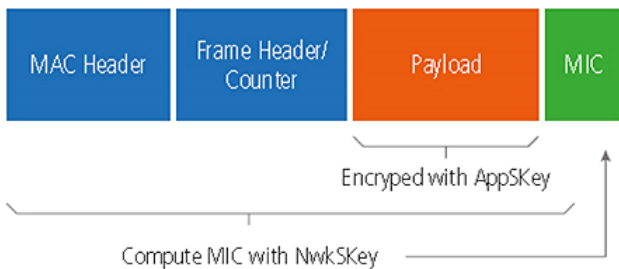 MAC Header
Frame Header/
Counter
Payload
MIC
Encryped with AppSKey
Compute MIC with NwkSKey